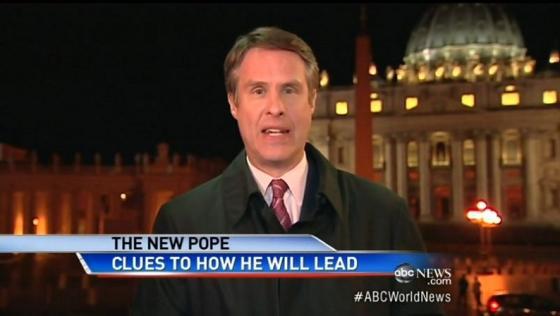 THE NEW POPE
CLUES TO HOW HE WILL LEAD
abc NEWS
.com
#ABCWorldNews